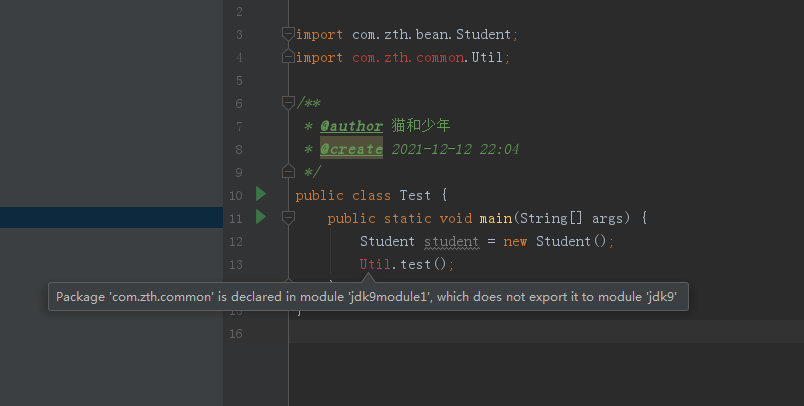 2
3 import com.zth.bean.Student;
4 import com.zth.common.Util;
5
6 /**
7 * @author 猫和少年
8 * @create 2021-12-12 22:04
9 */
10 public class Test {
11 public static void main(String[] args) {
12 Student student = new Student();
13 Util.test();
Package 'com.zth.common' is declared in module 'jdk9module1', which does not export it to module 'jdk9'
16